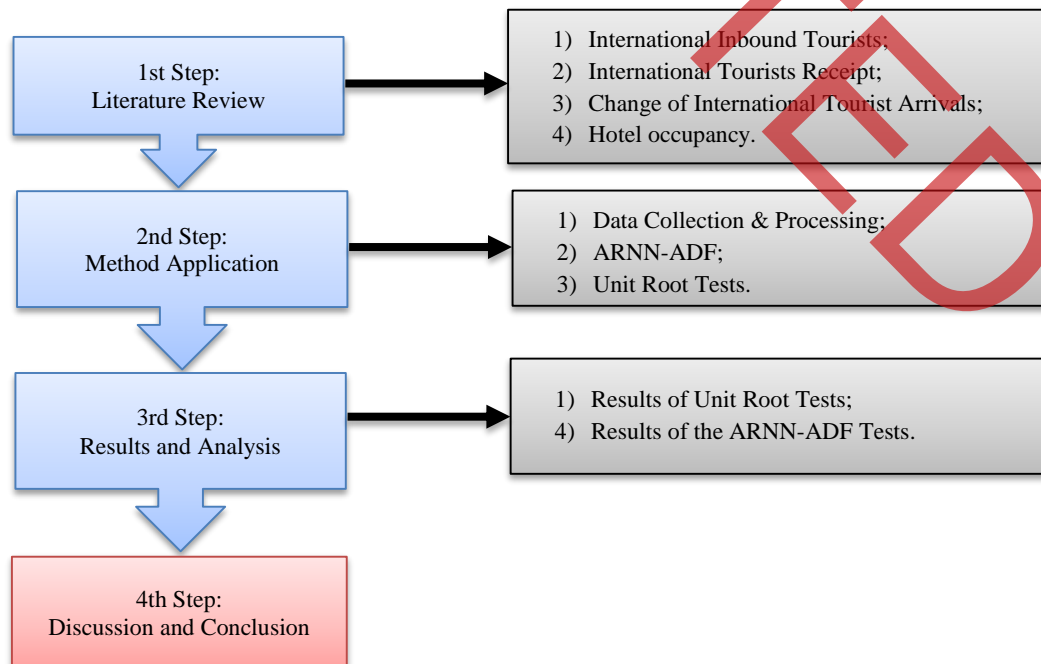 1st Step:
Literature Review
1) International Inbound Tourists;
2) International Tourists Receipt;
3) Change of International Tourist Arrivals;
4) Hotel occupancy.
2nd Step:
Method Application
1) Data Collection & Processing;
2) ARNN-ADF;
3) Unit Root Tests.
3rd Step:
Results and Analysis
1) Results of Unit Root Tests;
4) Results of the ARNN-ADF Tests.
4th Step:
Discussion and Conclusion
ED